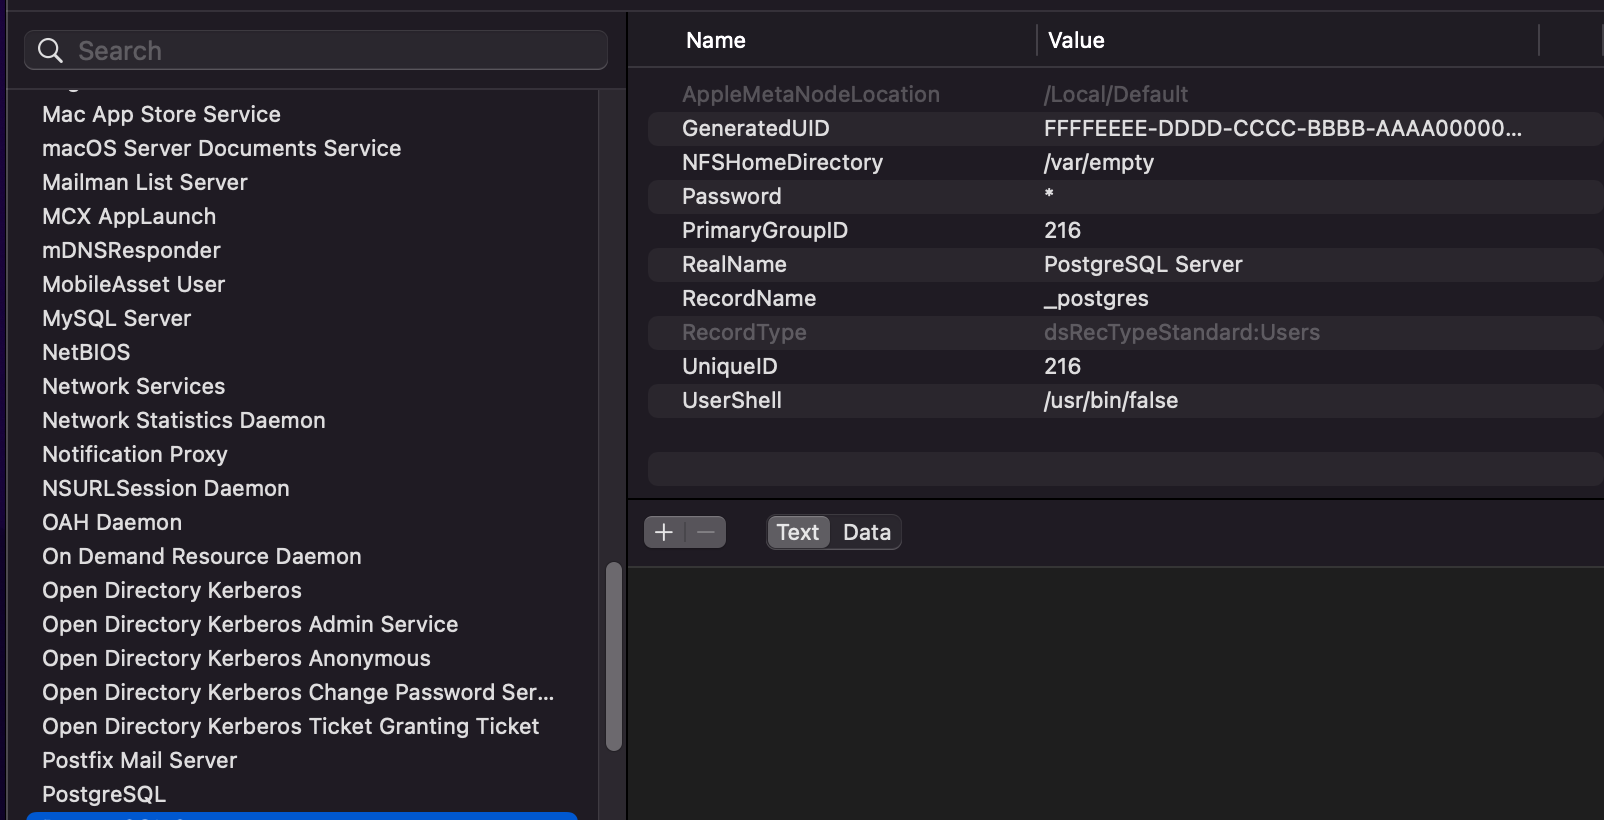 Search
Mac App Store Service
macOS Server Documents Service
Mailman List Server
MCX AppLaunch
mDNSResponder
MobileAsset User
MySQL Server
NetBIOS
Network Services
Network Statistics Daemon
Notification Proxy
NSURLSession Daemon
OAH Daemon
On Demand Resource Daemon
Open Directory Kerberos
Open Directory Kerberos Admin Service
Open Directory Kerberos Anonymous
Open Directory Kerberos Change Password Ser...
Open Directory Kerberos Ticket Granting Ticket
Postfix Mail Server
PostgreSQL
Name Value
AppleMetaNodeLocation /Local/Default
GeneratedUID FFFFEEEE-DDDD-CCCC-BBBB-AAAA00000...
NFSHomeDirectory /var/empty
Password *
PrimaryGroupID 216
RealName PostgreSQL Server
RecordName _postgres
RecordType dsRecTypeStandard:Users
UniqueID 216
UserShell /usr/bin/false
+ − Text Data